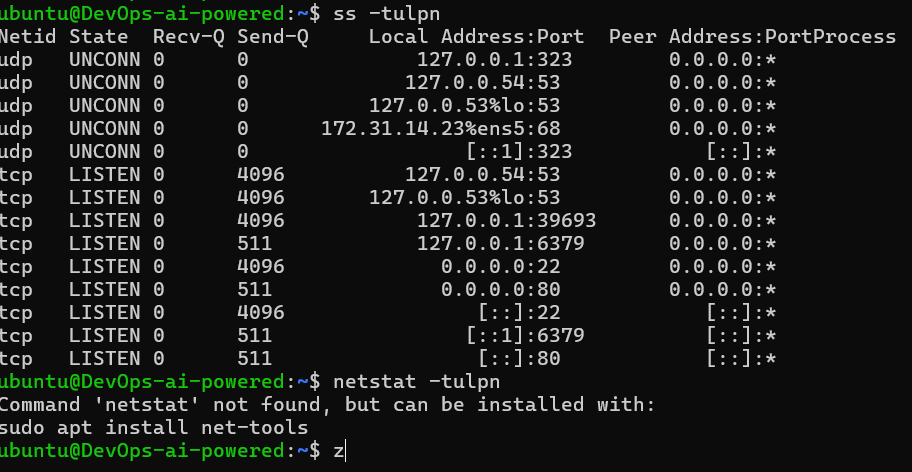 ubuntu@DevOps-ai-powered:~$ ss -tulpn
Netid State  Recv-Q Send-Q     Local Address:Port  Peer Address:PortProcess
udp   UNCONN 0      0              127.0.0.1:323        0.0.0.0:*
udp   UNCONN 0      0             127.0.0.54:53         0.0.0.0:*
udp   UNCONN 0      0          127.0.0.53%lo:53         0.0.0.0:*
udp   UNCONN 0      0      172.31.14.23%ens5:68         0.0.0.0:*
udp   UNCONN 0      0                  [::1]:323           [::]:*
tcp   LISTEN 0      4096          127.0.0.54:53         0.0.0.0:*
tcp   LISTEN 0      4096       127.0.0.53%lo:53         0.0.0.0:*
tcp   LISTEN 0      4096           127.0.0.1:39693      0.0.0.0:*
tcp   LISTEN 0      511            127.0.0.1:6379       0.0.0.0:*
tcp   LISTEN 0      4096             0.0.0.0:22         0.0.0.0:*
tcp   LISTEN 0      511              0.0.0.0:80         0.0.0.0:*
tcp   LISTEN 0      4096                [::]:22            [::]:*
tcp   LISTEN 0      511                [::1]:6379          [::]:*
tcp   LISTEN 0      511                 [::]:80            [::]:*
ubuntu@DevOps-ai-powered:~$ netstat -tulpn
Command 'netstat' not found, but can be installed with:
sudo apt install net-tools
ubuntu@DevOps-ai-powered:~$ z